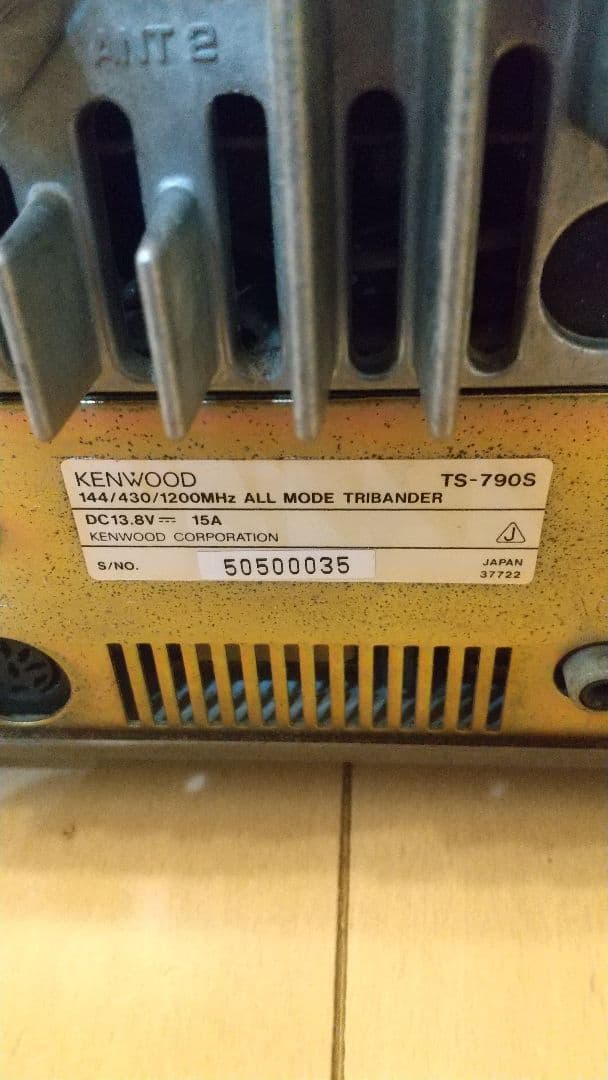 ANT 2
KENWOOD TS-790S
144/430/1200MHz ALL MODE TRIBANDER
DC13.8V⎓ 15A
KENWOOD CORPORATION
J
S/NO. 50500035
JAPAN
37722